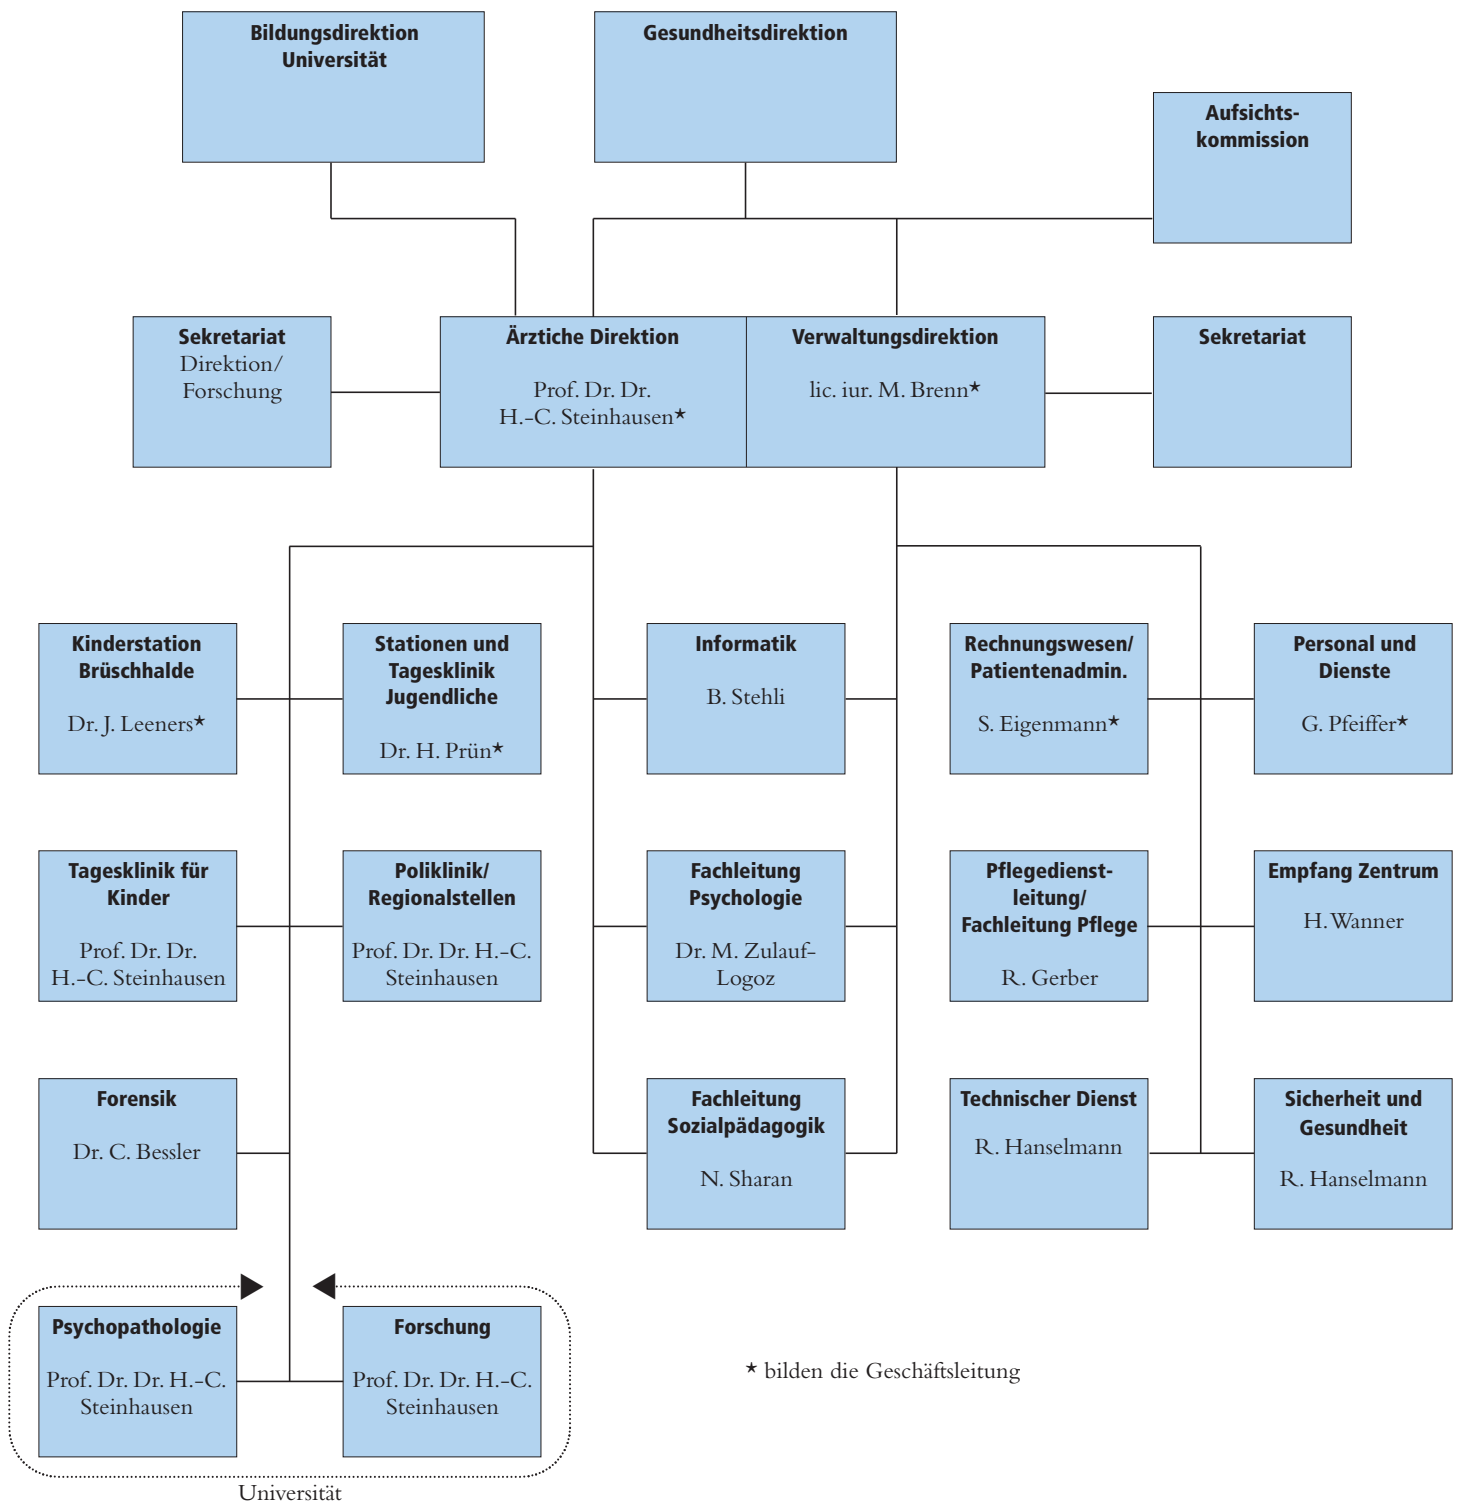 Bildungsdirektion
Universität
Gesundheitsdirektion
Aufsichts-
kommission
Sekretariat
Direktion/
Forschung
Ärztiche Direktion
Prof. Dr. Dr.
H.-C. Steinhausen★
Verwaltungsdirektion
lic. iur. M. Brenn★
Sekretariat
Kinderstation
Brüschhalde
Dr. J. Leeners★
Stationen und
Tagesklinik
Jugendliche
Dr. H. Prün★
Informatik
B. Stehli
Rechnungswesen/
Patientenadmin.
S. Eigenmann★
Personal und
Dienste
G. Pfeiffer★
Tagesklinik für
Kinder
Prof. Dr. Dr.
H.-C. Steinhausen
Poliklinik/
Regionalstellen
Prof. Dr. Dr. H.-C.
Steinhausen
Fachleitung
Psychologie
Dr. M. Zulauf-
Logoz
Pflegedienst-
leitung/
Fachleitung Pflege
R. Gerber
Empfang Zentrum
H. Wanner
Forensik
Dr. C. Bessler
Fachleitung
Sozialpädagogik
N. Sharan
Technischer Dienst
R. Hanselmann
Sicherheit und
Gesundheit
R. Hanselmann
Psychopathologie
Prof. Dr. Dr. H.-C.
Steinhausen
Forschung
Prof. Dr. Dr. H.-C.
Steinhausen
★ bilden die Geschäftsleitung
Universität